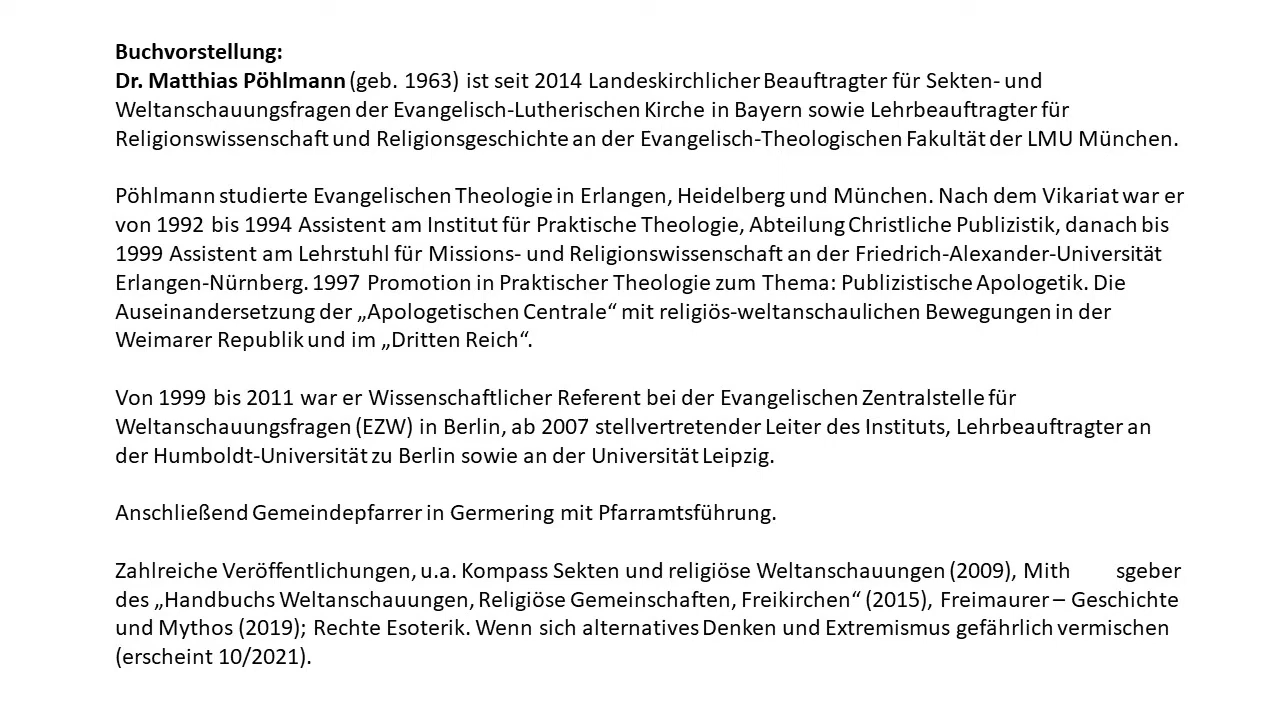 Buchvorstellung:
Dr. Matthias Pöhlmann (geb. 1963) ist seit 2014 Landeskirchlicher Beauftragter für Sekten- und
Weltanschauungsfragen der Evangelisch-Lutherischen Kirche in Bayern sowie Lehrbeauftragter für
Religionswissenschaft und Religionsgeschichte an der Evangelisch-Theologischen Fakultät der LMU München.
Pöhlmann studierte Evangelischen Theologie in Erlangen, Heidelberg und München. Nach dem Vikariat war er
von 1992 bis 1994 Assistent am Institut für Praktische Theologie, Abteilung Christliche Publizistik, danach bis
1999 Assistent am Lehrstuhl für Missions- und Religionswissenschaft an der Friedrich-Alexander-Universität
Erlangen-Nürnberg. 1997 Promotion in Praktischer Theologie zum Thema: Publizistische Apologetik. Die
Auseinandersetzung der „Apologetischen Centrale“ mit religiös-weltanschaulichen Bewegungen in der
Weimarer Republik und im „Dritten Reich“.
Von 1999 bis 2011 war er Wissenschaftlicher Referent bei der Evangelischen Zentralstelle für
Weltanschauungsfragen (EZW) in Berlin, ab 2007 stellvertretender Leiter des Instituts, Lehrbeauftragter an
der Humboldt-Universität zu Berlin sowie an der Universität Leipzig.
Anschließend Gemeindepfarrer in Germering mit Pfarramtsführung.
Zahlreiche Veröffentlichungen, u.a. Kompass Sekten und religiöse Weltanschauungen (2009), Mith sgeber
des „Handbuchs Weltanschauungen, Religiöse Gemeinschaften, Freikirchen“ (2015), Freimaurer – Geschichte
und Mythos (2019); Rechte Esoterik. Wenn sich alternatives Denken und Extremismus gefährlich vermischen
(erscheint 10/2021).